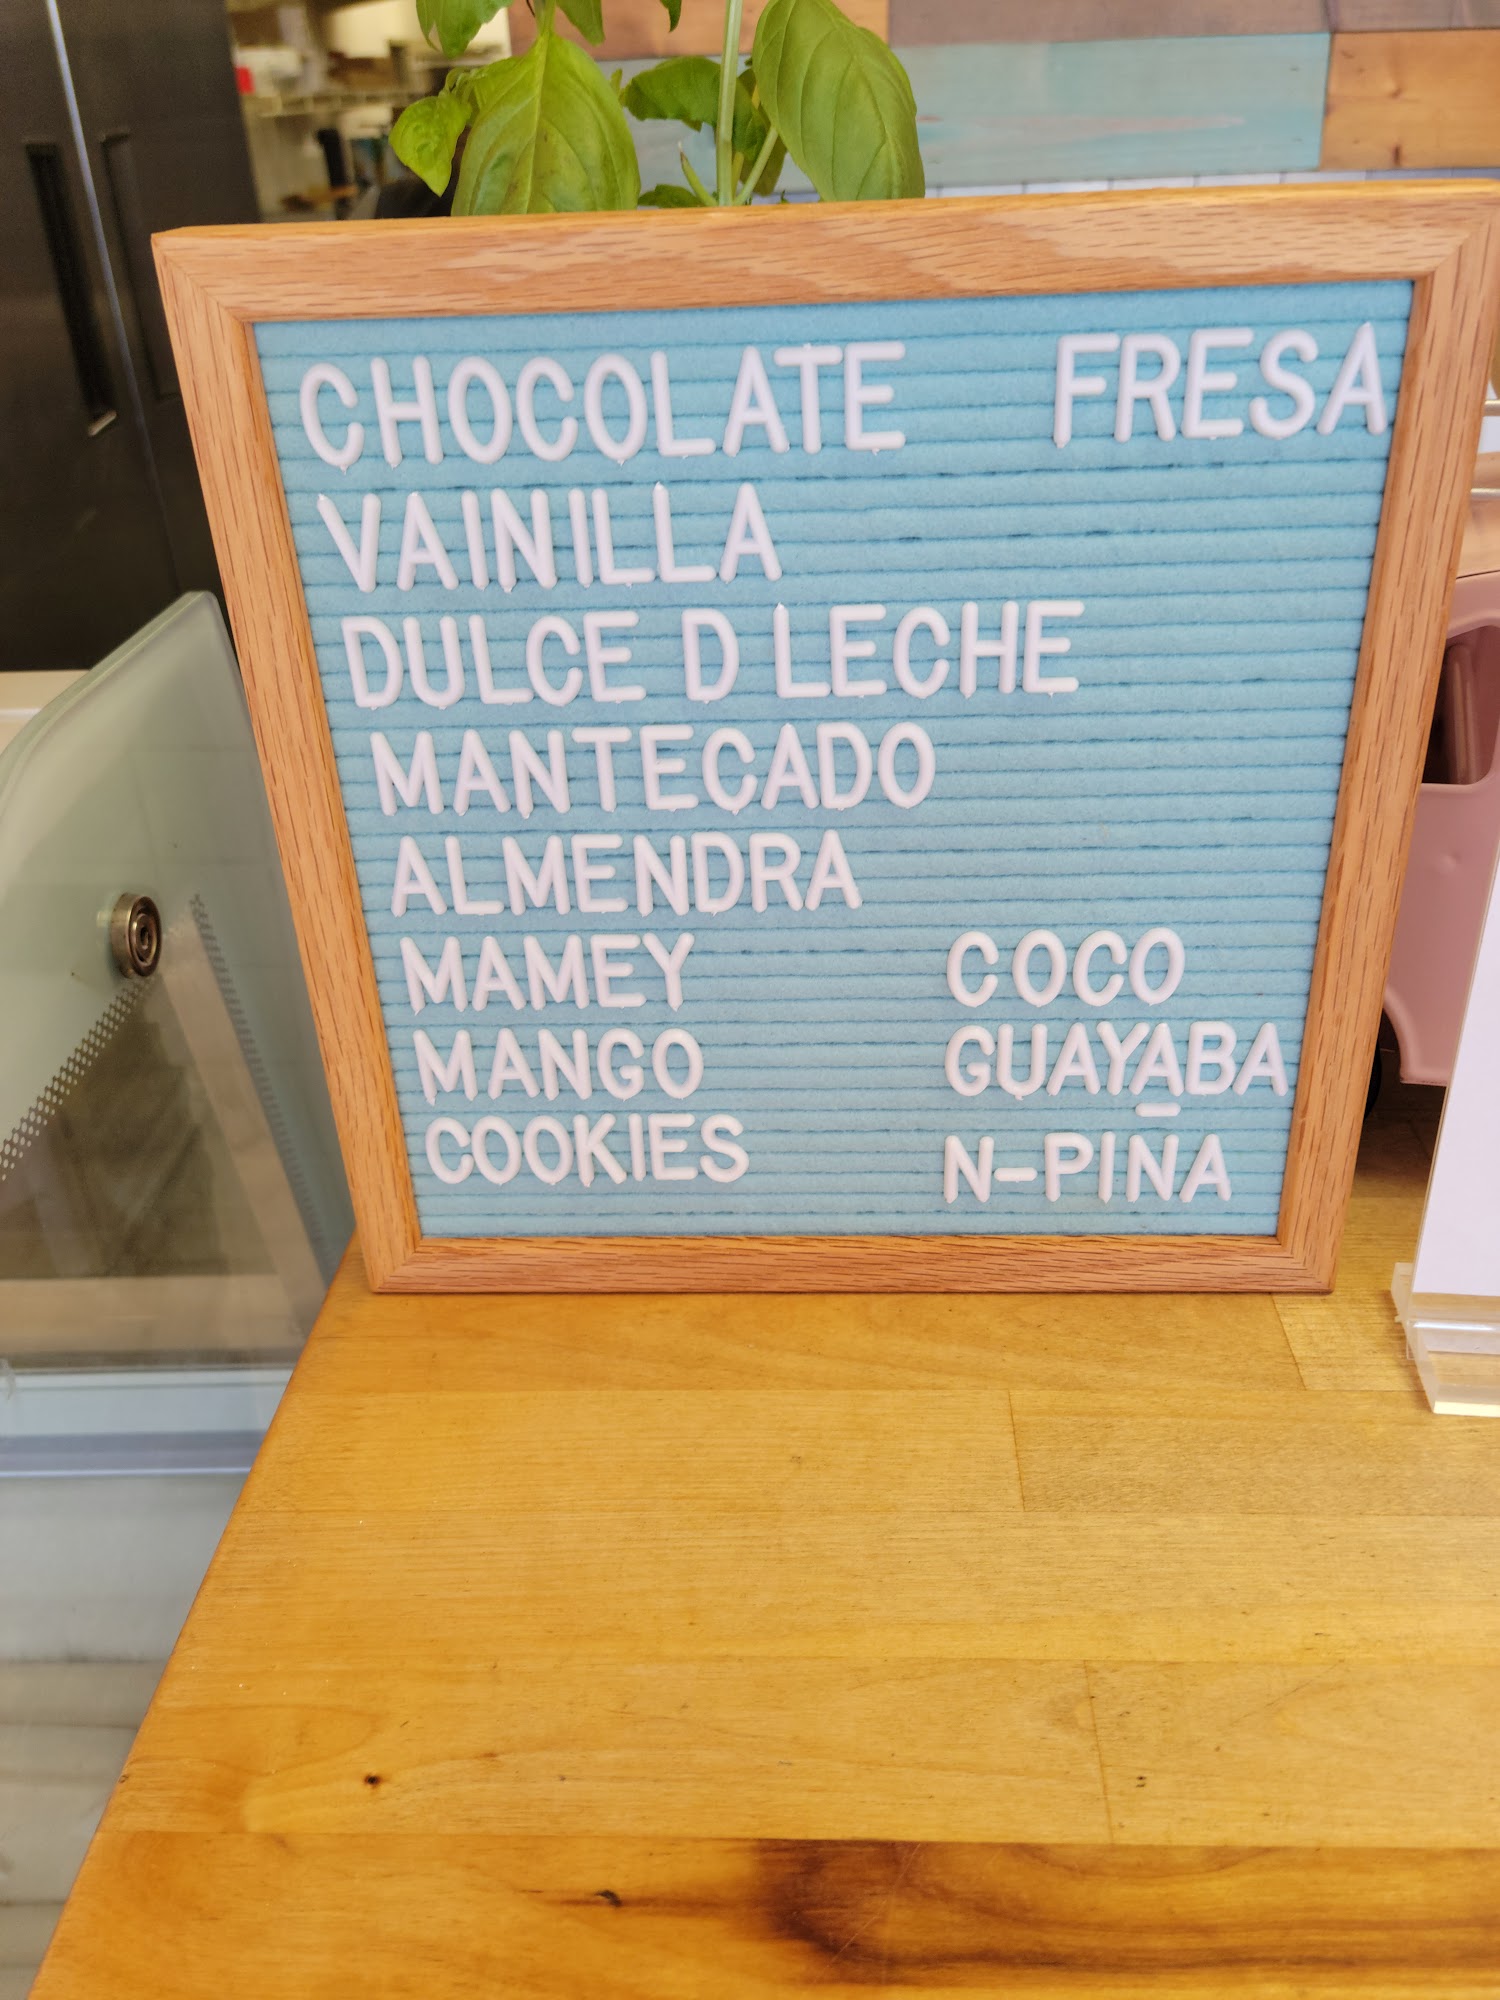 CHOCOLATE FRESA
VAINILLA
DULCE D LECHE
MANTECADO
ALMENDRA
MAMEY COCO
MANGO GUAYABA
COOKIES N-PIÑA